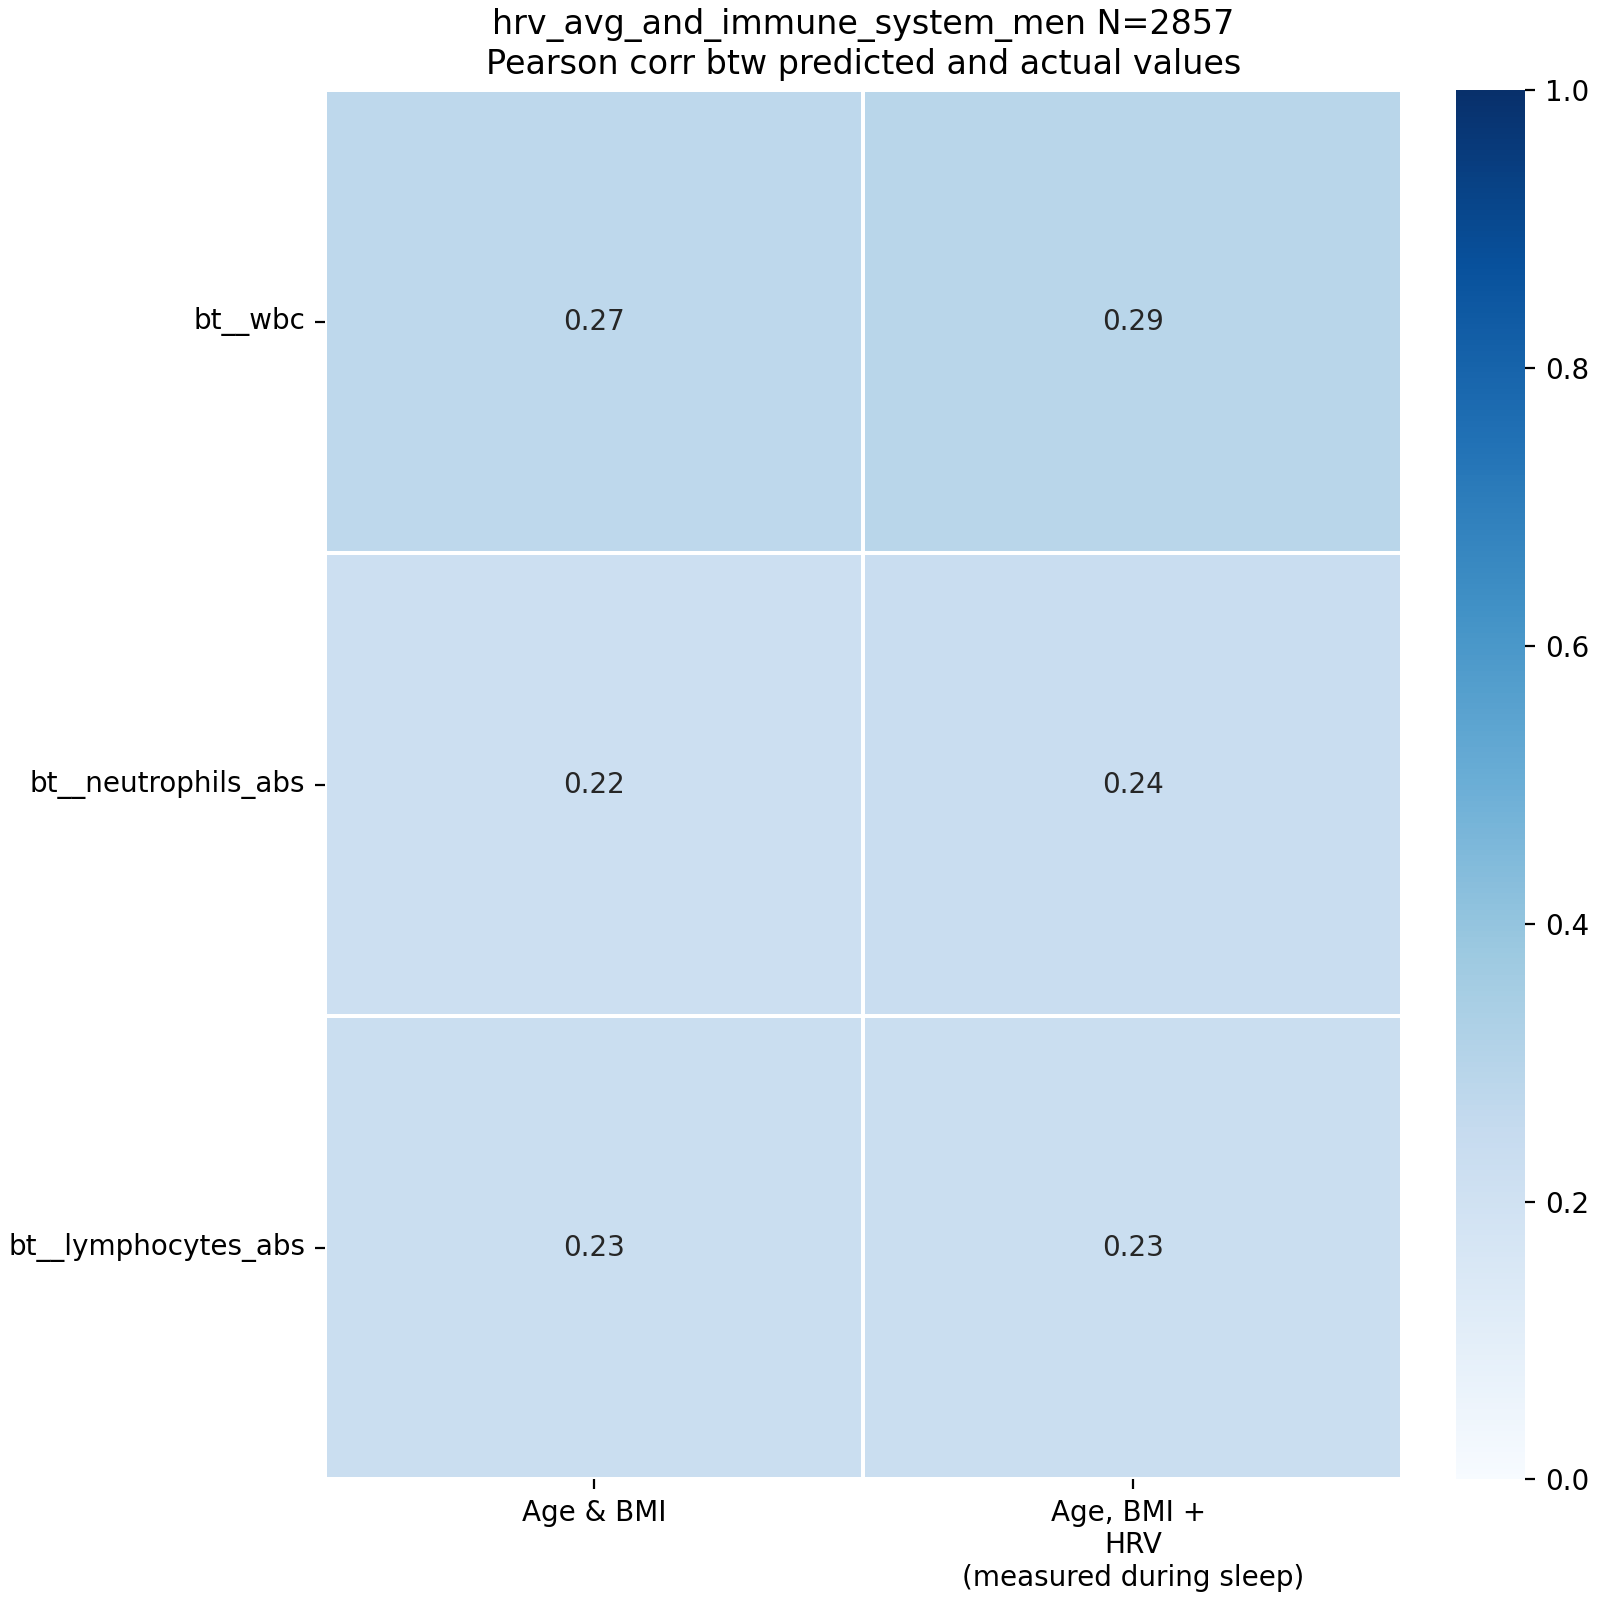 hrv_avg_and_immune_system_men N=2857
Pearson corr btw predicted and actual values
bt__wbc
0.27
0.29
bt__neutrophils_abs
0.22
0.24
bt__lymphocytes_abs
0.23
0.23
Age & BMI
Age, BMI +
HRV
(measured during sleep)
1.0
0.8
0.6
0.4
0.2
0.0